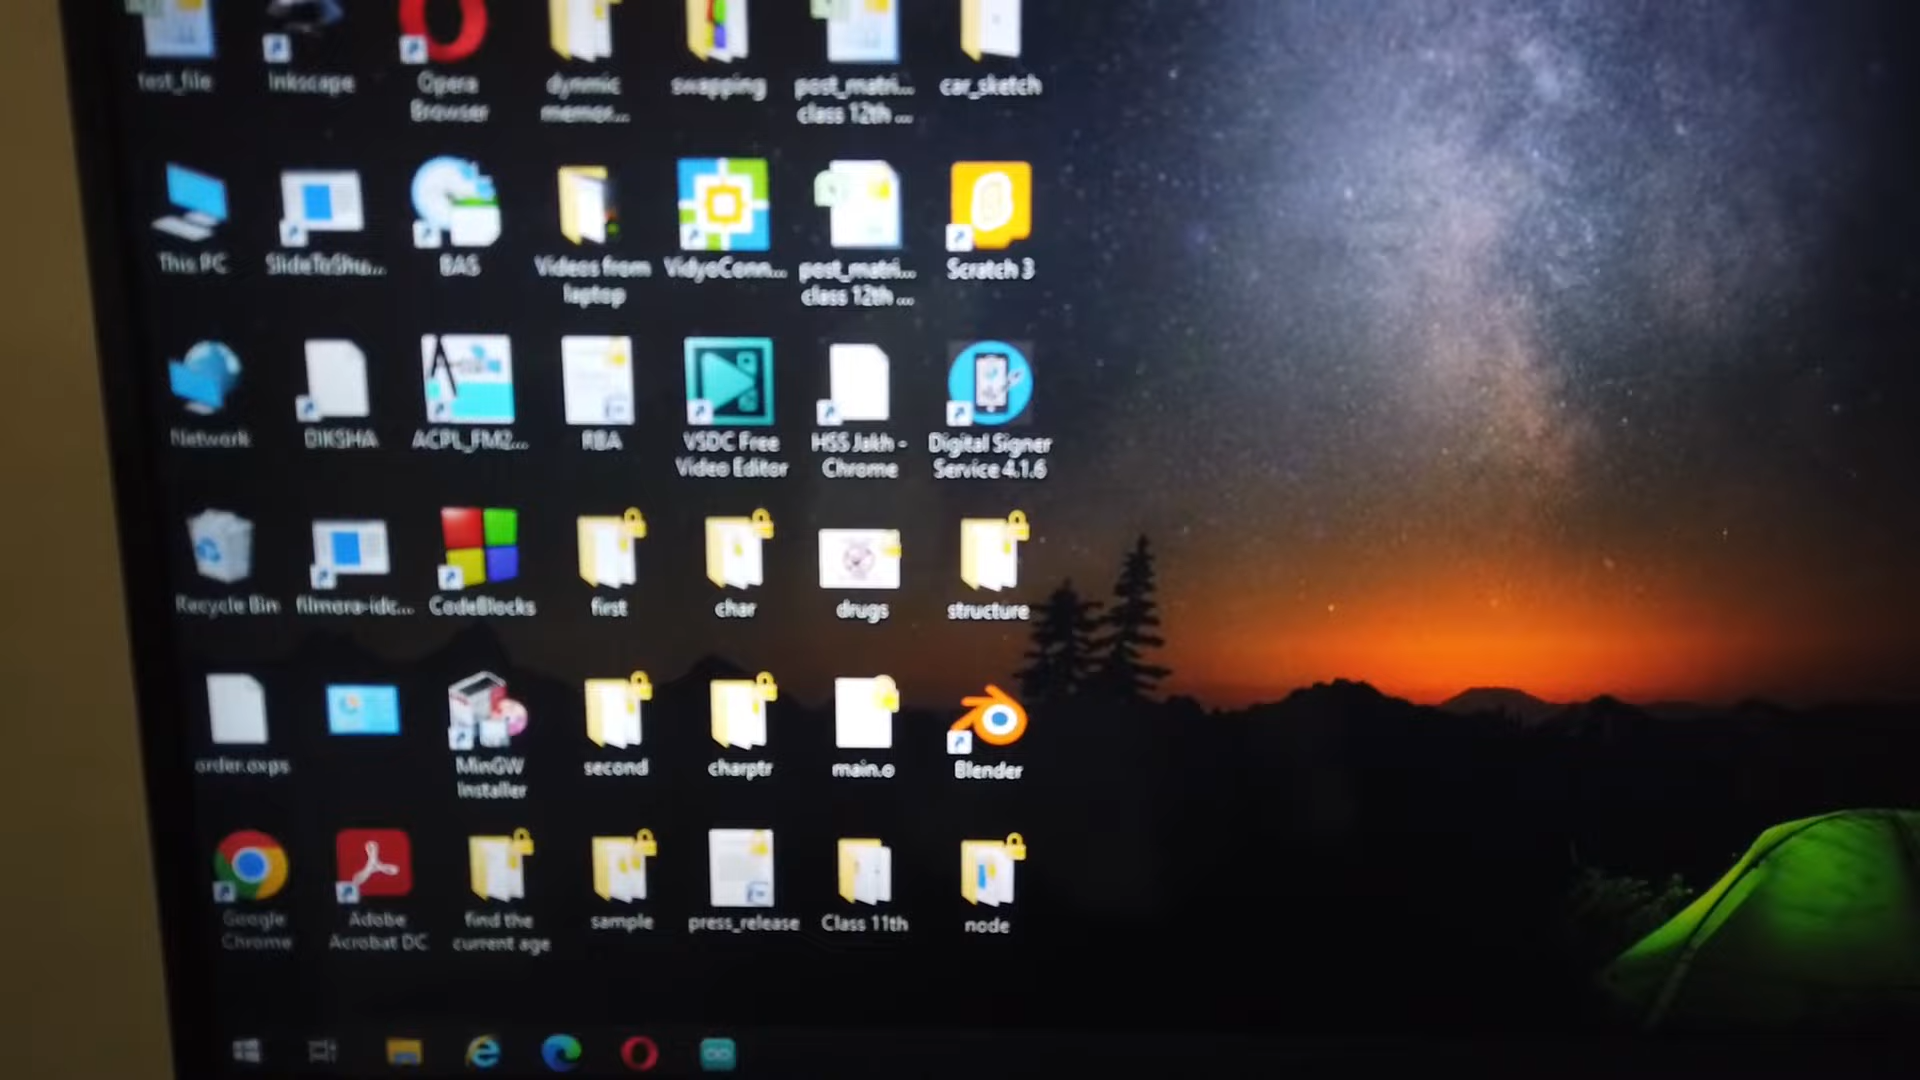 test_file
Inkscape
Opera
Browser
dynmic
memor...
swapping
post_matri...
class 12th ...
car_sketch
This PC
SlideToShu...
BAS
Videos from
laptop
VidyoConn...
post_matri...
class 12th ...
Scratch 3
Network
DIKSHA
ACPL_FM2...
RBA
VSDC Free
Video Editor
HSS Jakh -
Chrome
Digital Signer
Service 4.1.6
Recycle Bin
filmora-idc...
CodeBlocks
first
char
drugs
structure
order.oxps
MinGW
Installer
second
charptr
main.o
Blender
Google
Chrome
Adobe
Acrobat DC
find the
current age
sample
press_release
Class 11th
node